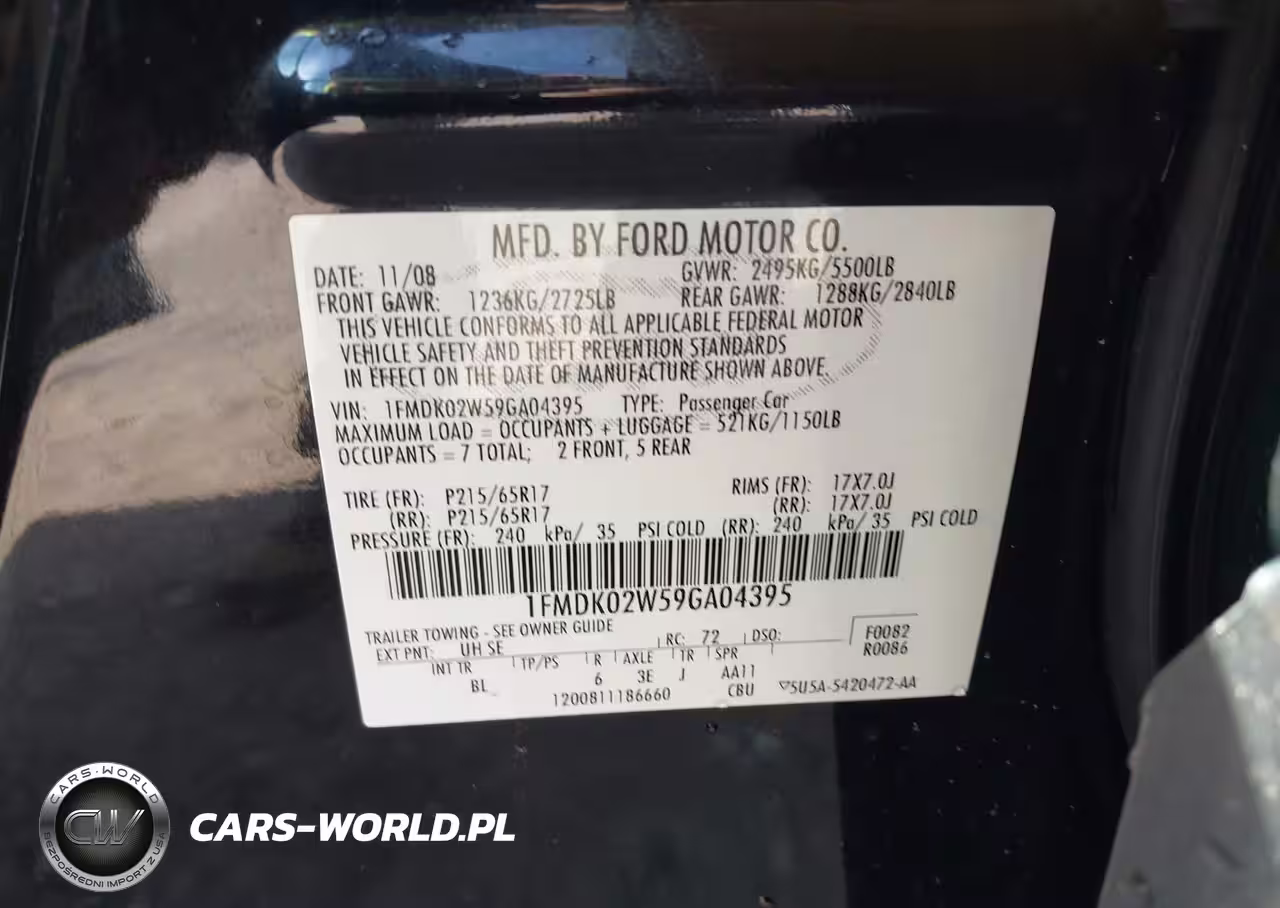 MFD. BY FORD MOTOR CO.
DATE: 11/08 GVWR: 2495KG/5500LB
FRONT GAWR: 1236KG/2725LB REAR GAWR: 1288KG/2840LB
THIS VEHICLE CONFORMS TO ALL APPLICABLE FEDERAL MOTOR
VEHICLE SAFETY AND THEFT PREVENTION STANDARDS
IN EFFECT ON THE DATE OF MANUFACTURE SHOWN ABOVE.
VIN: 1FMDK02W59GA04395 TYPE: Passenger Car
MAXIMUM LOAD = OCCUPANTS + LUGGAGE = 521KG/1150LB
OCCUPANTS = 7 TOTAL; 2 FRONT, 5 REAR
TIRE (FR): P215/65R17 RIMS (FR): 17X7.0J
(RR): P215/65R17 (RR): 17X7.0J
PRESSURE (FR): 240 kPa/ 35 PSI COLD (RR): 240 kPa/ 35 PSI COLD
1FMDK02W59GA04395
TRAILER TOWING - SEE OWNER GUIDE
EXT PNT: UH SE RC: 72 DSO: F0082
R0086
INT TR TP/PS R AXLE TR SPR
BL 6 3E J AA11
1200811186660 CBU 5U5A-5420472-AA
CARS-WORLD
CW
BEZPOŚREDNI IMPORT Z USA
CARS-WORLD.PL